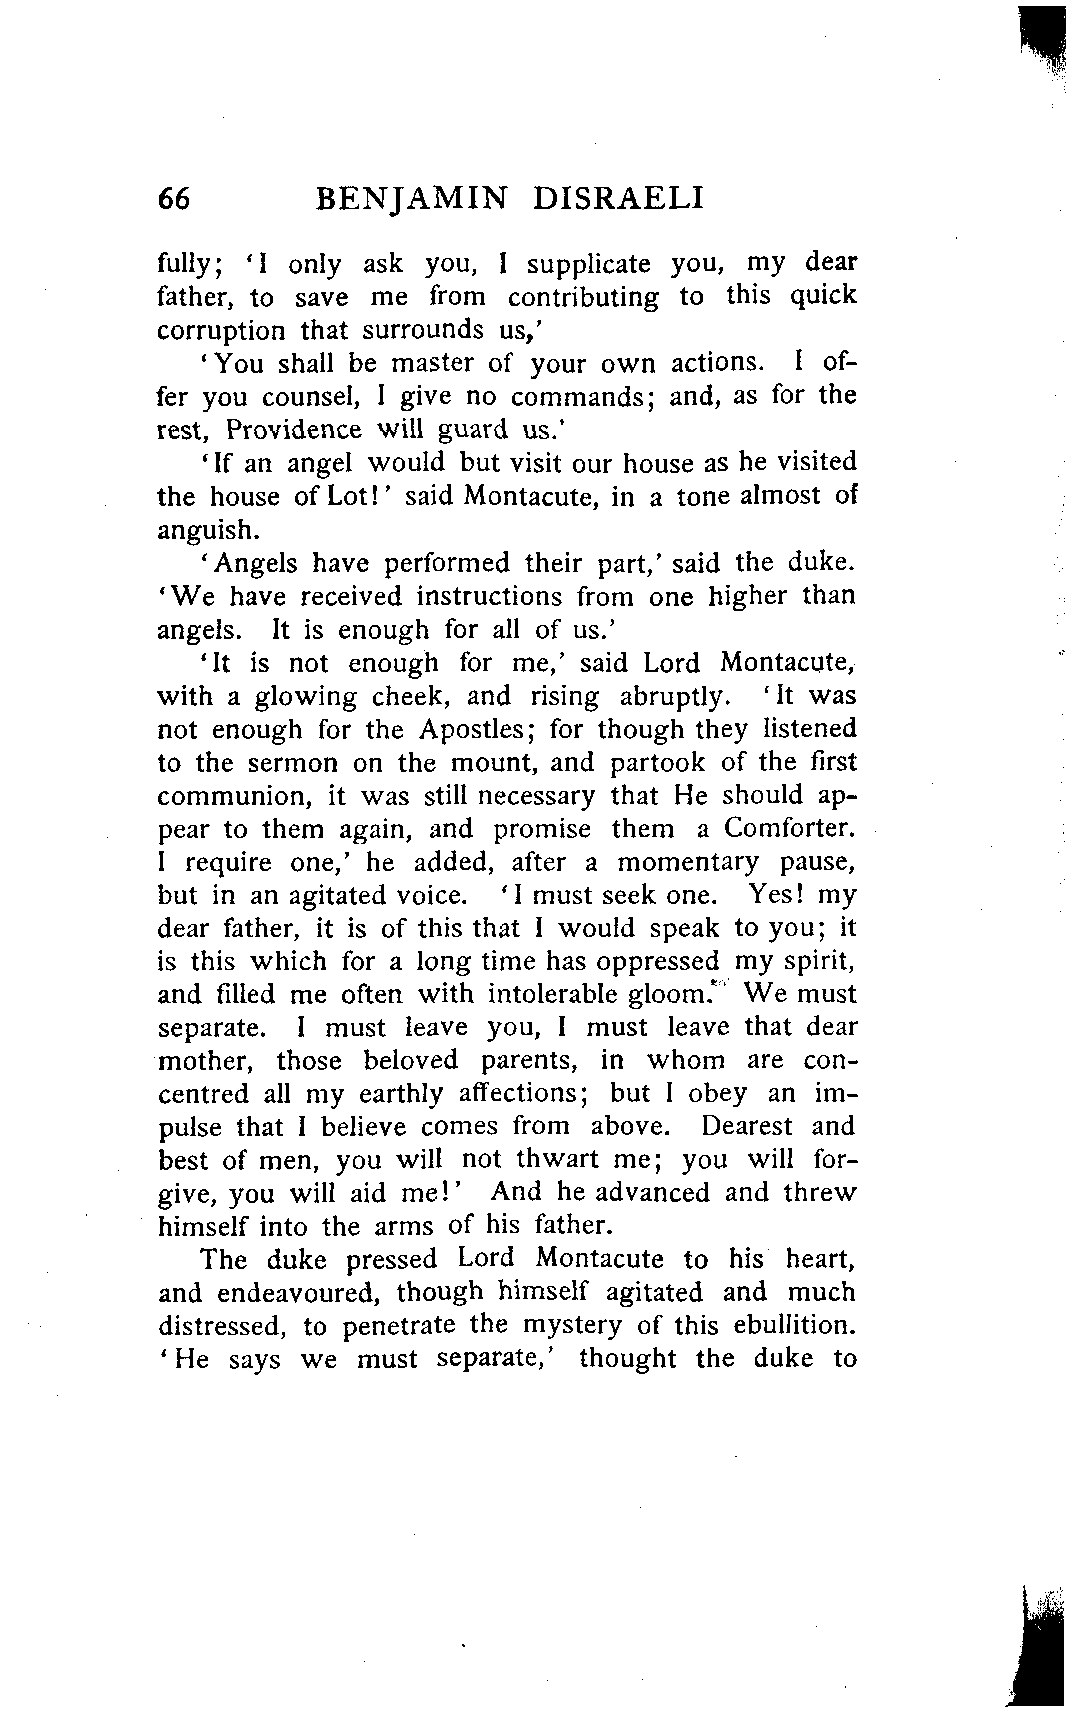 66 BENJAMIN DISRAELI
fully; ‘I only ask you, I supplicate you, my dear
father, to save me from contributing to this quick
corruption that surrounds us,’
‘You shall be master of your own actions. I of-
fer you counsel, I give no commands; and, as for the
rest, Providence will guard us.’
‘If an angel would but visit our house as he visited
the house of Lot!’ said Montacute, in a tone almost of
anguish.
‘Angels have performed their part,’ said the duke.
‘We have received instructions from one higher than
angels. It is enough for all of us.’
‘It is not enough for me,’ said Lord Montacute,
with a glowing cheek, and rising abruptly. ‘It was
not enough for the Apostles; for though they listened
to the sermon on the mount, and partook of the first
communion, it was still necessary that He should ap-
pear to them again, and promise them a Comforter.
I require one,’ he added, after a momentary pause,
but in an agitated voice. ‘I must seek one. Yes! my
dear father, it is of this that I would speak to you; it
is this which for a long time has oppressed my spirit,
and filled me often with intolerable gloom. We must
separate. I must leave you, I must leave that dear
mother, those beloved parents, in whom are con-
centred all my earthly affections; but I obey an im-
pulse that I believe comes from above. Dearest and
best of men, you will not thwart me; you will for-
give, you will aid me!’ And he advanced and threw
himself into the arms of his father.
The duke pressed Lord Montacute to his heart,
and endeavoured, though himself agitated and much
distressed, to penetrate the mystery of this ebullition.
‘He says we must separate,’ thought the duke to